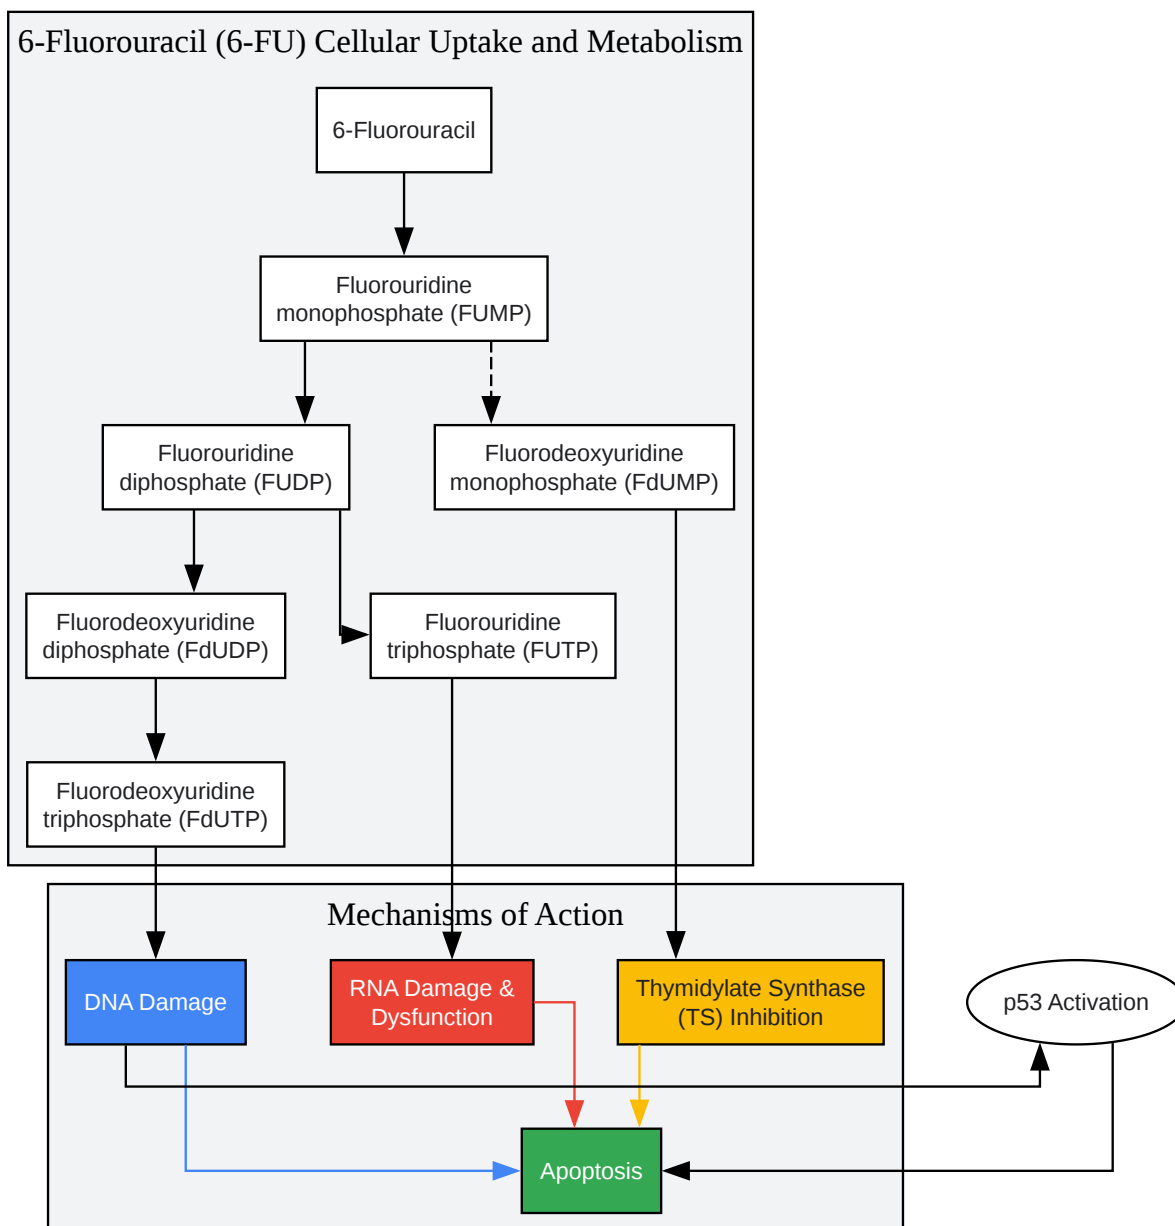 6-Fluorouracil (6-FU) Cellular Uptake and Metabolism
6-Fluorouracil
Fluorouridine
monophosphate (FUMP)
Fluorouridine
diphosphate (FUDP)
Fluorodeoxyuridine
monophosphate (FdUMP)
Fluorodeoxyuridine
diphosphate (FdUDP)
Fluorouridine
triphosphate (FUTP)
Fluorodeoxyuridine
triphosphate (FdUTP)
Mechanisms of Action
DNA Damage
RNA Damage &
Dysfunction
Thymidylate Synthase
(TS) Inhibition
p53 Activation
Apoptosis